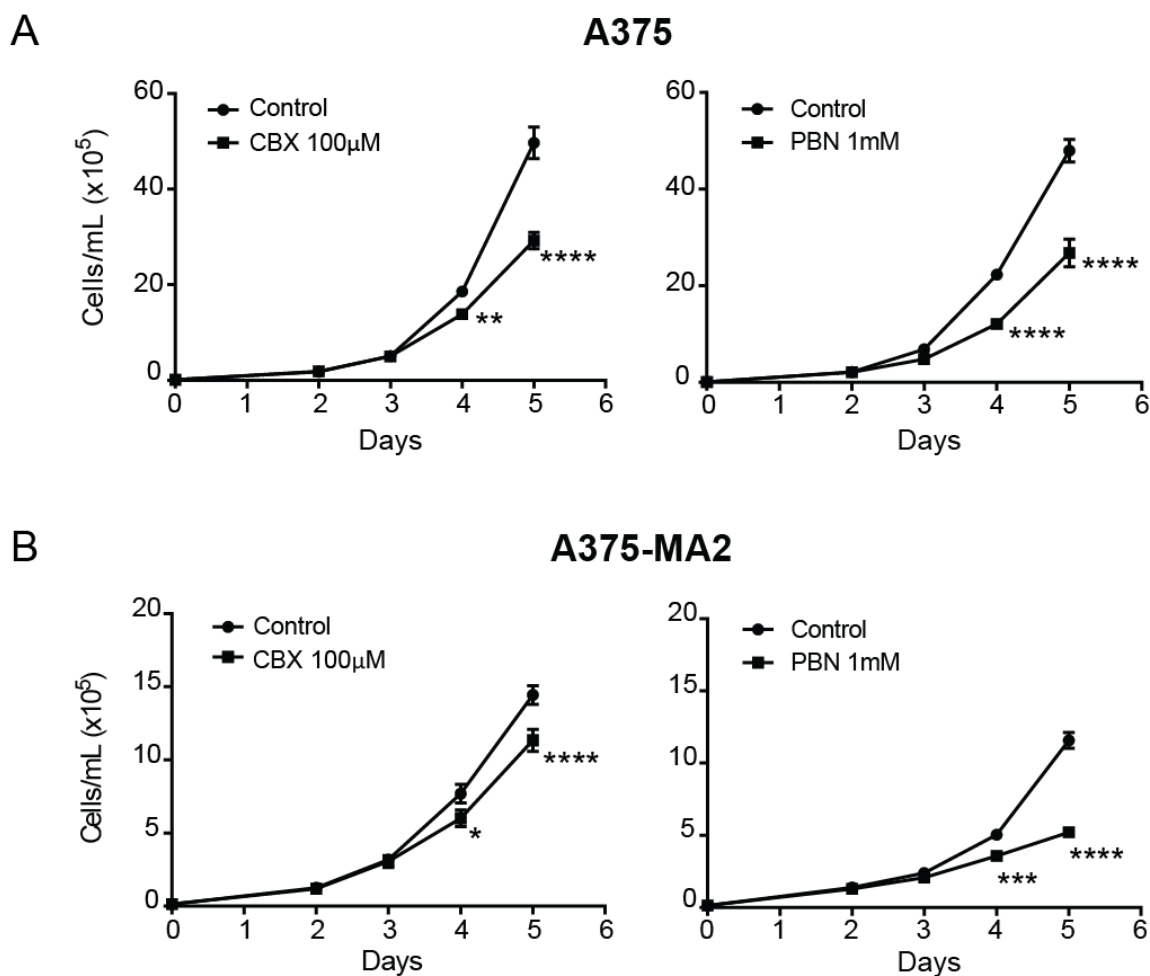 A
A375
60
40
20
0
Cells/mL (x10⁵)
Control
CBX 100µM
**
****
0 1 2 3 4 5 6
Days
60
40
20
0
Control
PBN 1mM
****
****
0 1 2 3 4 5 6
Days
B
A375-MA2
20
15
10
5
0
Cells/mL (x10⁵)
Control
CBX 100µM
*
****
0 1 2 3 4 5 6
Days
20
15
10
5
0
Control
PBN 1mM
***
****
0 1 2 3 4 5 6
Days